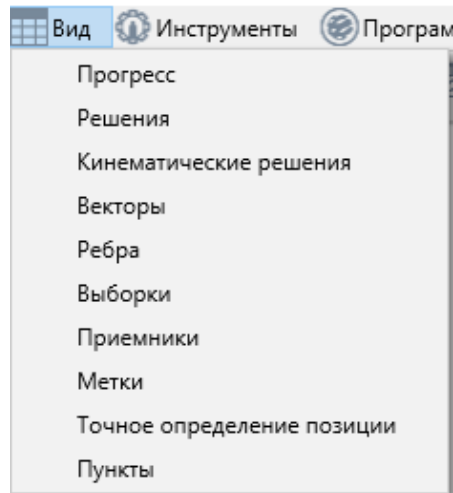 Вид Инструменты Програм
Прогресс
Решения
Кинематические решения
Векторы
Ребра
Выборки
Приемники
Метки
Точное определение позиции
Пункты